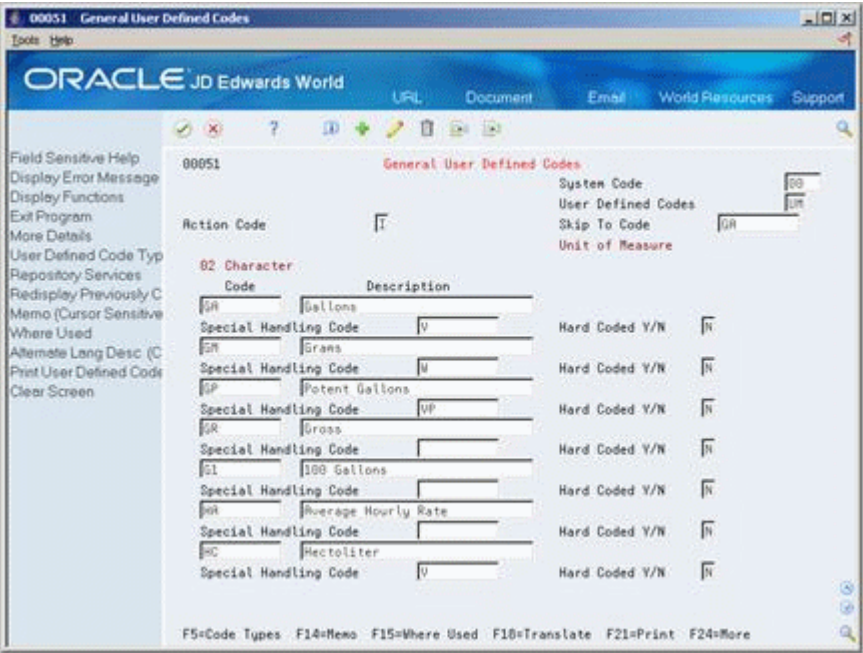 00051   General User Defined Codes
Tools Help
ORACLE JD Edwards World
URL Document Email World Resources Support
Field Sensitive Help
Display Error Message
Display Functions
Exit Program
More Details
User Defined Code Typ
Repository Services
Redisplay Previously C
Memo (Cursor Sensitive
Where Used
Alternate Lang Desc (C
Print User Defined Code
Clear Screen
00051 General User Defined Codes
System Code 00
User Defined Codes UM
Action Code I Skip To Code GA
Unit of Measure
02 Character
Code Description
GA Gallons
Special Handling Code V Hard Coded Y/N N
GM Grams
Special Handling Code W Hard Coded Y/N N
GP Potent Gallons
Special Handling Code VP Hard Coded Y/N N
GR Gross
Special Handling Code Hard Coded Y/N N
G1 100 Gallons
Special Handling Code Hard Coded Y/N N
HA Average Hourly Rate
Special Handling Code Hard Coded Y/N N
HC Hectoliter
Special Handling Code V Hard Coded Y/N N
F5=Code Types F14=Memo F15=Where Used F18=Translate F21=Print F24=More